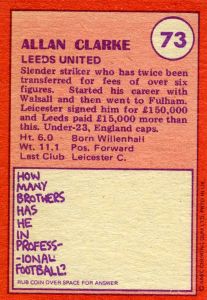 ALLAN CLARKE
73
LEEDS UNITED
Slender striker who has twice been
transferred for fees of over six
figures. Started his career with
Walsall and then went to Fulham.
Leicester signed him for £150,000
and Leeds paid £15,000 more than
this. Under-23, England caps.
Ht. 6.0 Born Willenhall
Wt. 11.1 Pos. Forward
Last Club Leicester C.
HOW
MANY
BROTHERS
HAS
HE
IN
PROFESS-
-IONAL
FOOTBALL?
RUB COIN OVER SPACE FOR ANSWER